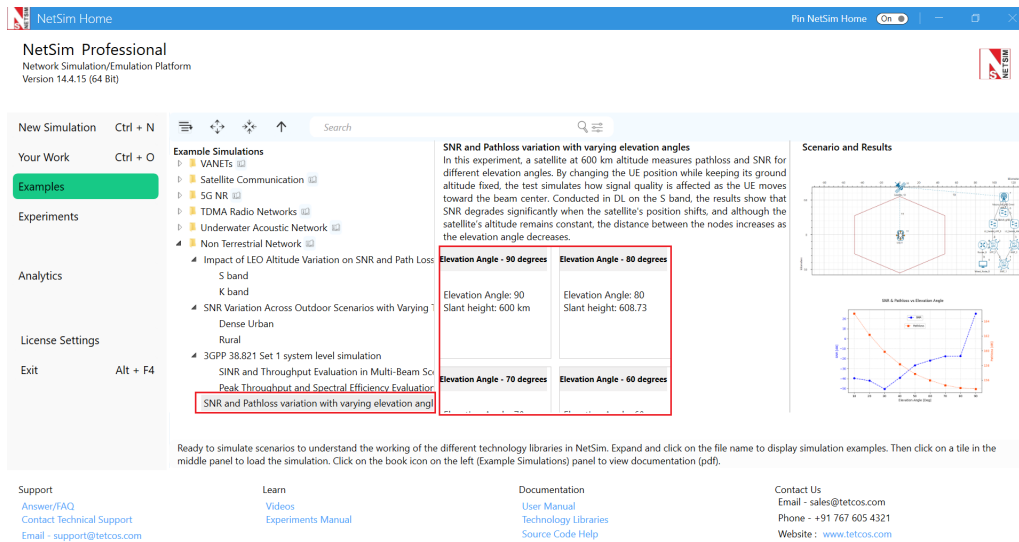 NetSim Home
Pin NetSim Home On
NetSim Professional
Network Simulation/Emulation Platform
Version 14.4.15 (64 Bit)
NETSIM
New Simulation Ctrl + N
Your Work Ctrl + O
Examples
Experiments
Analytics
License Settings
Exit Alt + F4
Search
Example Simulations
VANETs
Satellite Communication
5G NR
TDMA Radio Networks
Underwater Acoustic Network
Non Terrestrial Network
Impact of LEO Altitude Variation on SNR and Path Loss
S band
K band
SNR Variation Across Outdoor Scenarios with Varying T
Dense Urban
Rural
3GPP 38.821 Set 1 system level simulation
SINR and Throughput Evaluation in Multi-Beam Sc
Peak Throughput and Spectral Efficiency Evaluation
SNR and Pathloss variation with varying elevation angl
SNR and Pathloss variation with varying elevation angles
In this experiment, a satellite at 600 km altitude measures pathloss and SNR for
different elevation angles. By changing the UE position while keeping its ground
altitude fixed, the test simulates how signal quality is affected as the UE moves
toward the beam center. Conducted in DL on the S band, the results show that
SNR degrades significantly when the satellite's position shifts, and although the
satellite's altitude remains constant, the distance between the nodes increases as
the elevation angle decreases.
Elevation Angle - 90 degrees
Elevation Angle: 90
Slant height: 600 km
Elevation Angle - 80 degrees
Elevation Angle: 80
Slant height: 608.73
Elevation Angle - 70 degrees
Elevation Angle - 60 degrees
Scenario and Results
SNR & Pathloss vs Elevation Angle
SNR
Pathloss
Elevation Angle (Deg)
Ready to simulate scenarios to understand the working of the different technology libraries in NetSim. Expand and click on the file name to display simulation examples. Then click on a tile in the
middle panel to load the simulation. Click on the book icon on the left (Example Simulations) panel to view documentation (pdf).
Support
Answer/FAQ
Contact Technical Support
Email - support@tetcos.com
Learn
Videos
Experiments Manual
Documentation
User Manual
Technology Libraries
Source Code Help
Contact Us
Email - sales@tetcos.com
Phone - +91 767 605 4321
Website : www.tetcos.com